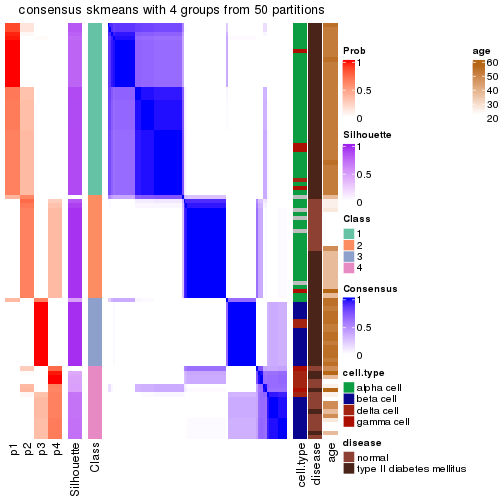 consensus skmeans with 4 groups from 50 partitions
Prob
1
0.5
0
Silhouette
1
0.5
0
Class
1
2
3
4
Consensus
1
0.5
0
cell.type
alpha cell
beta cell
delta cell
gamma cell
disease
normal
type II diabetes mellitus
age
60
50
40
30
20
p1
p2
p3
p4
Silhouette
Class
cell.type
disease
age